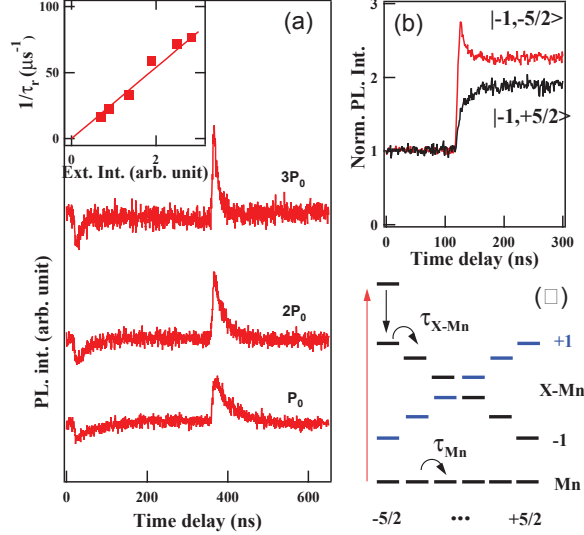 (a)
100
50
0
1/τr (μs-1)
0
1
2
3
Ext. Int. (arb. unit)
3P0
2P0
P0
PL. int. (arb. unit)
0
200
400
600
Time delay (ns)
(b)
3
2
1
Norm. PL. Int.
|-1,-5/2>
|-1,+5/2>
0
100
200
300
Time delay (ns)
(□)
τX-Mn
+1
X-Mn
-1
τMn
Mn
-5/2
•••
+5/2